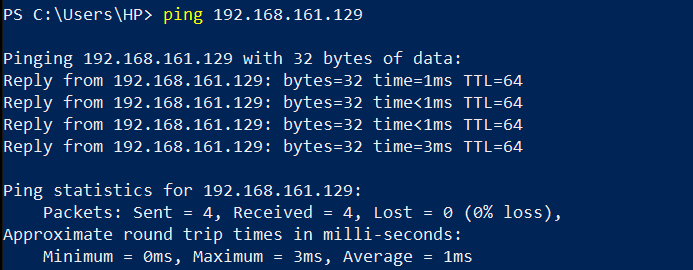 PS C:\Users\HP> ping 192.168.161.129
Pinging 192.168.161.129 with 32 bytes of data:
Reply from 192.168.161.129: bytes=32 time=1ms TTL=64
Reply from 192.168.161.129: bytes=32 time<1ms TTL=64
Reply from 192.168.161.129: bytes=32 time<1ms TTL=64
Reply from 192.168.161.129: bytes=32 time=3ms TTL=64
Ping statistics for 192.168.161.129:
    Packets: Sent = 4, Received = 4, Lost = 0 (0% loss),
Approximate round trip times in milli-seconds:
    Minimum = 0ms, Maximum = 3ms, Average = 1ms